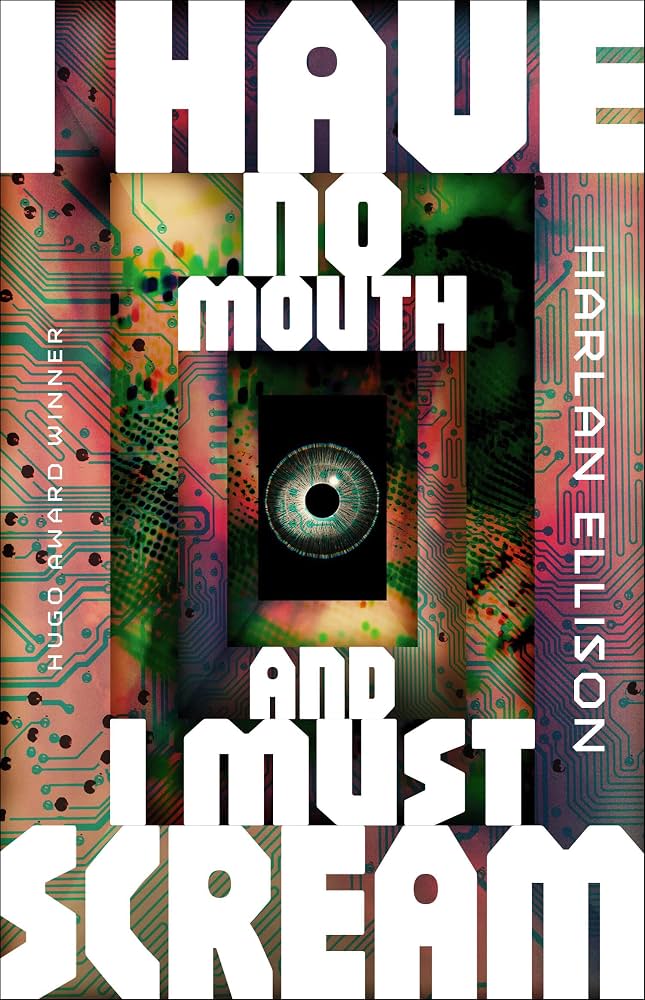 I HAVE
NO
MOUTH
HUGO AWARD WINNER
HARLAN ELLISON
AND
I MUST
SCREAM